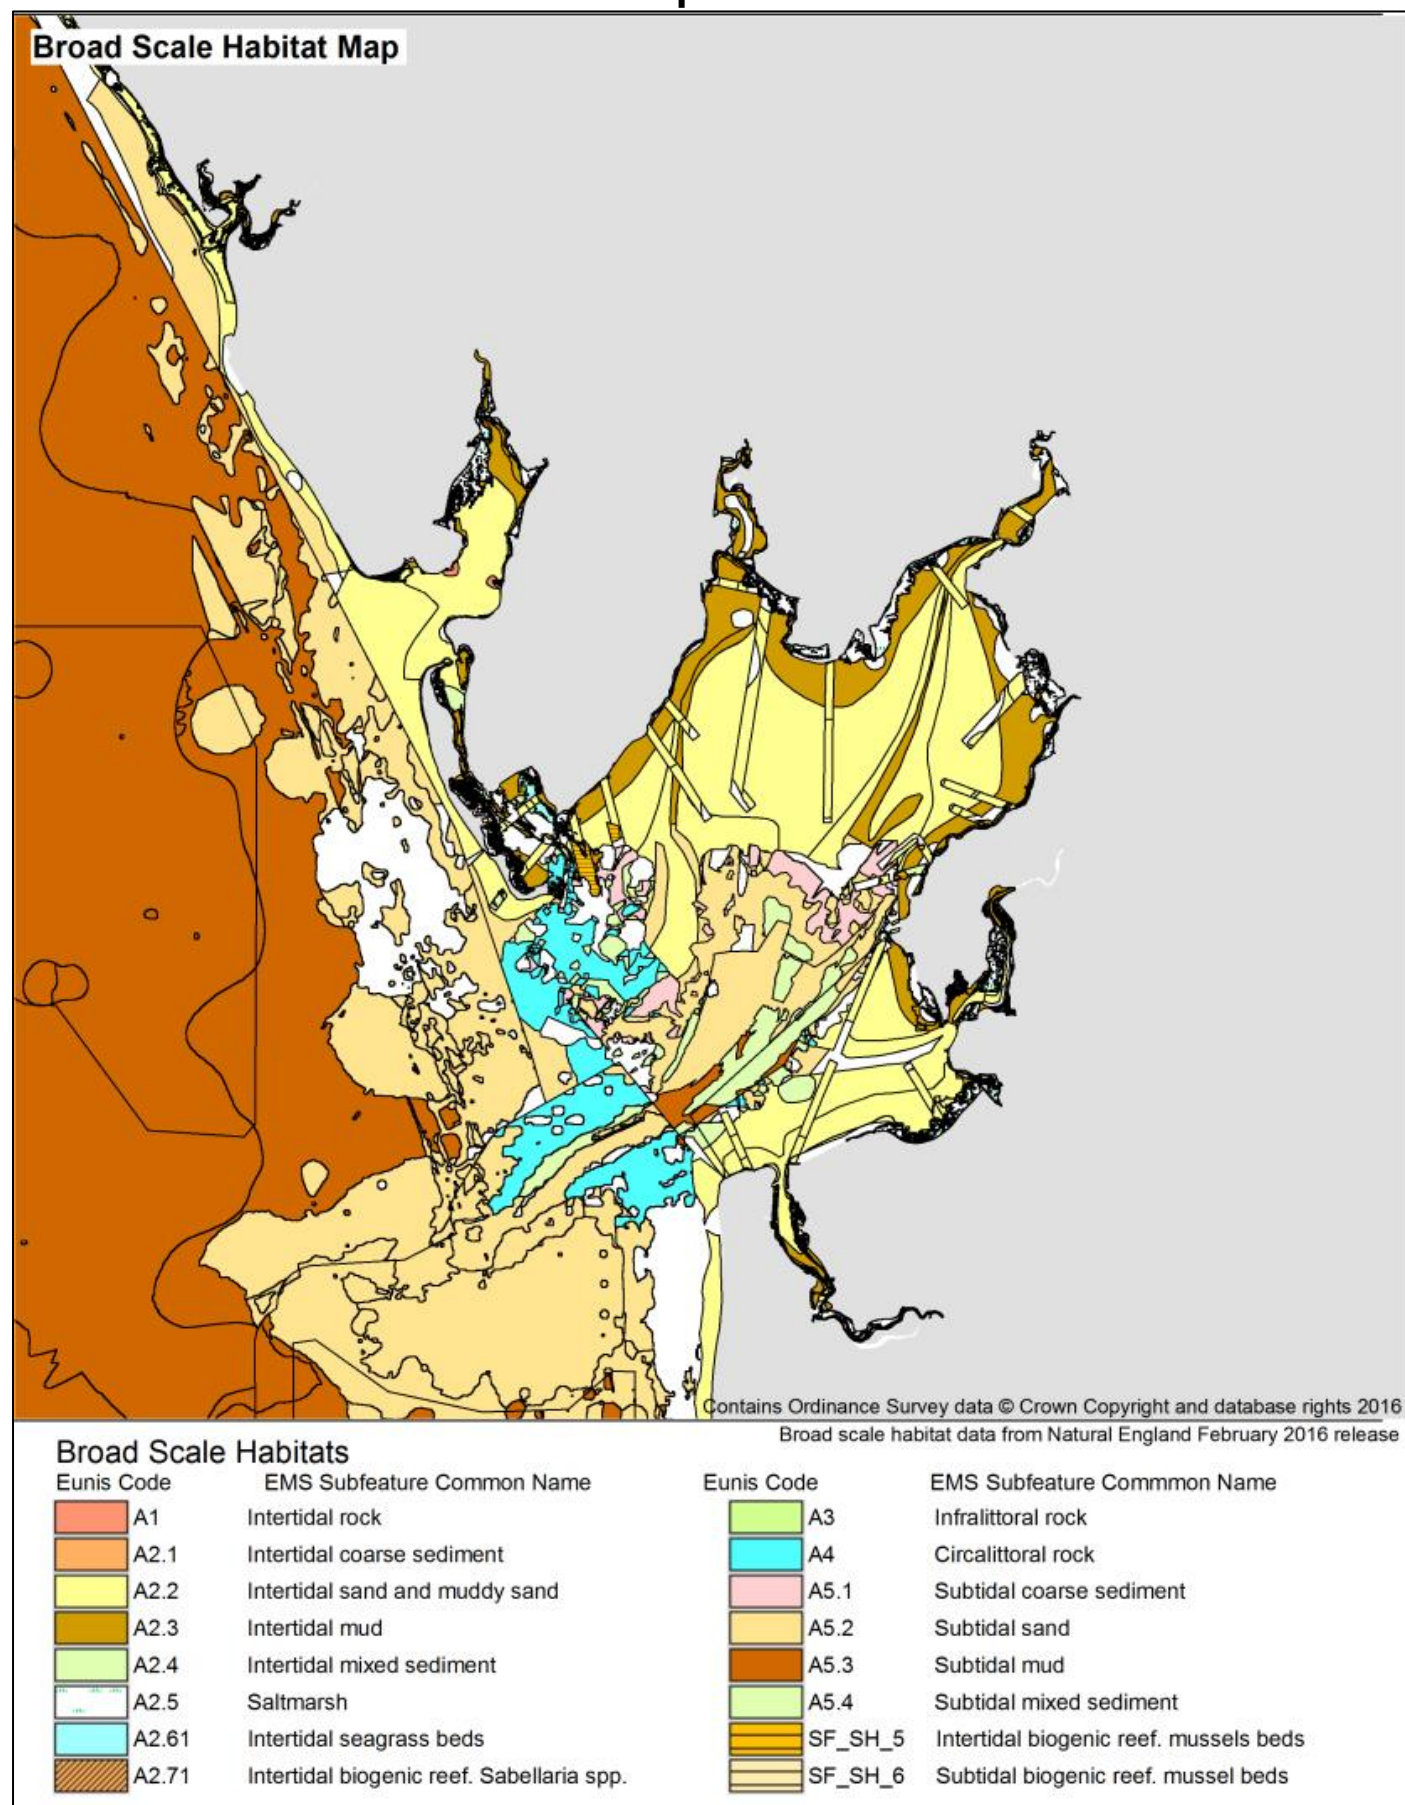 Broad Scale Habitat Map
Contains Ordinance Survey data © Crown Copyright and database rights 2016
Broad scale habitat data from Natural England February 2016 release
Broad Scale Habitats
Eunis Code EMS Subfeature Common Name
A1 Intertidal rock
A2.1 Intertidal coarse sediment
A2.2 Intertidal sand and muddy sand
A2.3 Intertidal mud
A2.4 Intertidal mixed sediment
A2.5 Saltmarsh
A2.61 Intertidal seagrass beds
A2.71 Intertidal biogenic reef. Sabellaria spp.
Eunis Code EMS Subfeature Commmon Name
A3 Infralittoral rock
A4 Circalittoral rock
A5.1 Subtidal coarse sediment
A5.2 Subtidal sand
A5.3 Subtidal mud
A5.4 Subtidal mixed sediment
SF_SH_5 Intertidal biogenic reef. mussels beds
SF_SH_6 Subtidal biogenic reef. mussel beds